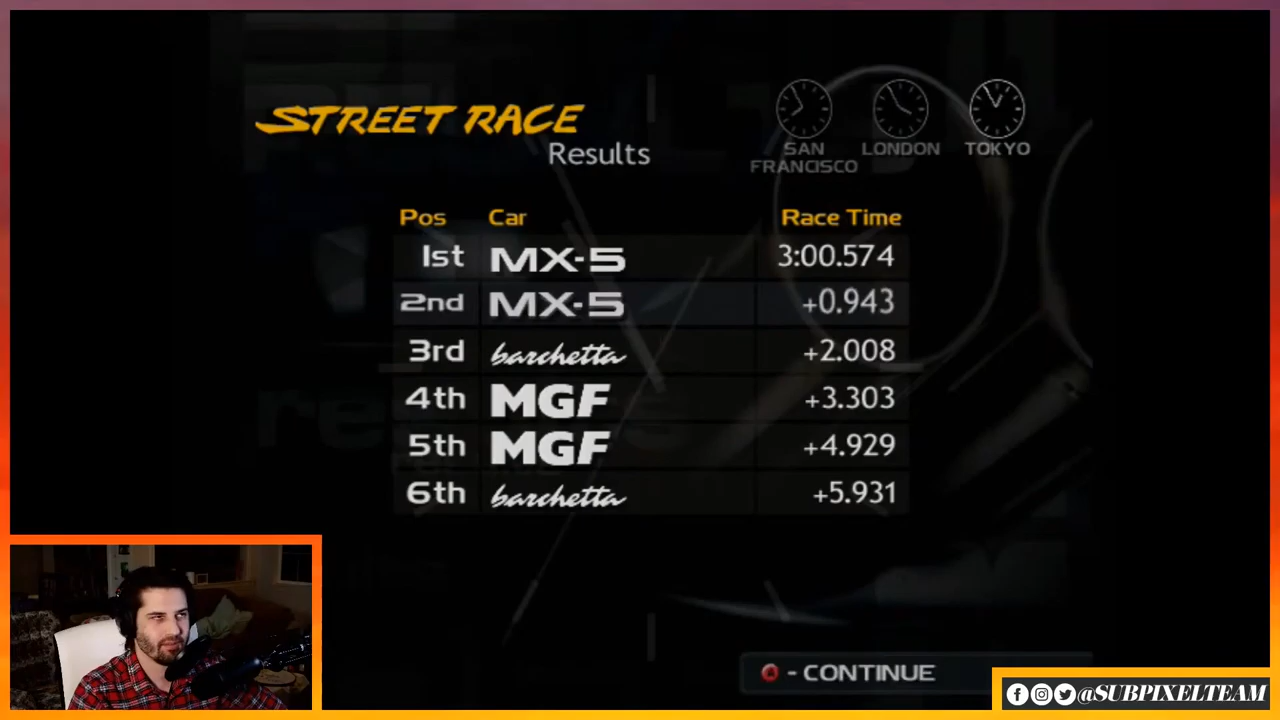 STREET RACE
Results
SAN FRANCISCO
LONDON
TOKYO
Pos Car Race Time
1st MX-5 3:00.574
2nd MX-5 +0.943
3rd barchetta +2.008
4th MGF +3.303
5th MGF +4.929
6th barchetta +5.931
A - CONTINUE
@SUBPIXELTEAM